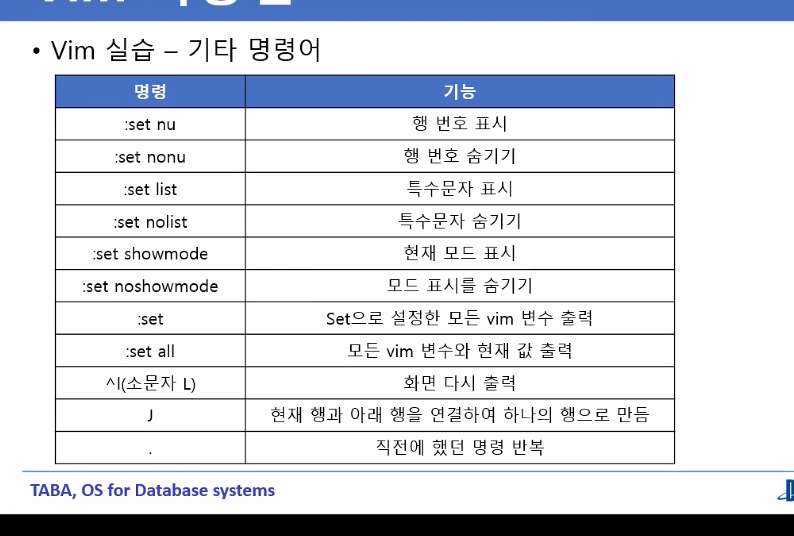 • Vim 실습 – 기타 명령어
명령 기능
:set nu 행 번호 표시
:set nonu 행 번호 숨기기
:set list 특수문자 표시
:set nolist 특수문자 숨기기
:set showmode 현재 모드 표시
:set noshowmode 모드 표시를 숨기기
:set Set으로 설정한 모든 vim 변수 출력
:set all 모든 vim 변수와 현재 값 출력
^l(소문자 L) 화면 다시 출력
J 현재 행과 아래 행을 연결하여 하나의 행으로 만듬
. 직전에 했던 명령 반복
TABA, OS for Database systems